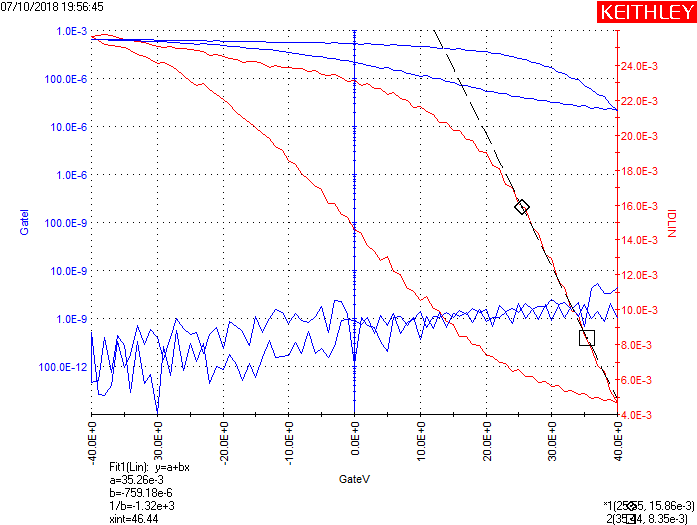 07/10/2018 19:56:45
KEITHLEY
1.0E-3
100.0E-6
10.0E-6
1.0E-6
100.0E-9
10.0E-9
1.0E-9
100.0E-12
GateI
24.0E-3
22.0E-3
20.0E-3
18.0E-3
16.0E-3
14.0E-3
12.0E-3
10.0E-3
8.0E-3
6.0E-3
4.0E-3
IDLIN
-40.0E+0
-30.0E+0
-20.0E+0
-10.0E+0
0.0E+0
10.0E+0
20.0E+0
30.0E+0
40.0E+0
GateV
Fit1(Lin): y=a+bx
a=35.26e-3
b=-759.18e-6
1/b=-1.32e+3
xint=46.44
15.86e-3)
8.35e-3)